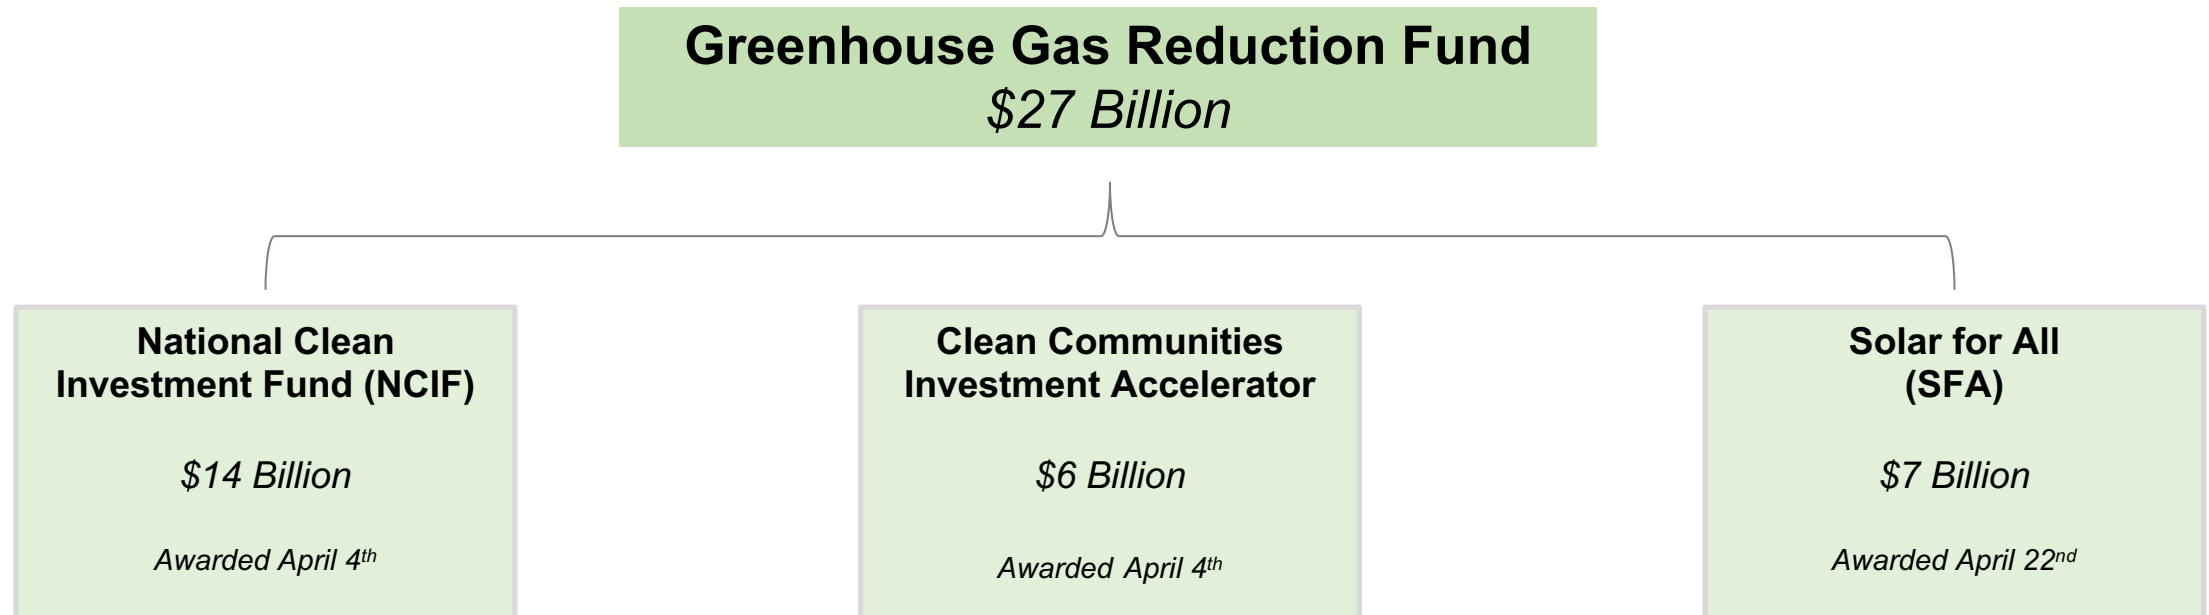 Greenhouse Gas Reduction Fund
$27 Billion
National Clean
Investment Fund (NCIF)
$14 Billion
Awarded April 4th
Clean Communities
Investment Accelerator
$6 Billion
Awarded April 4th
Solar for All
(SFA)
$7 Billion
Awarded April 22nd